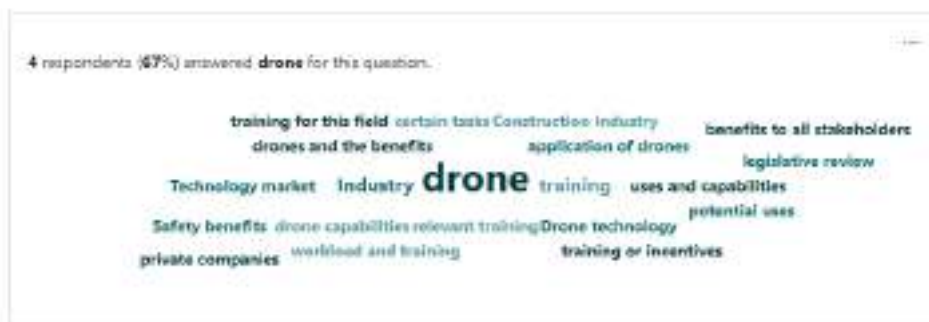 4 respondents (67%) answered drone for this question.
training for this field certain tasks Construction Industry benefits to all stakeholders
drones and the benefits application of drones
legislative review
Technology market Industry drone training uses and capabilities
potential uses
Safety benefits drone capabilities relevant training Drone technology
private companies workload and training training or incentives